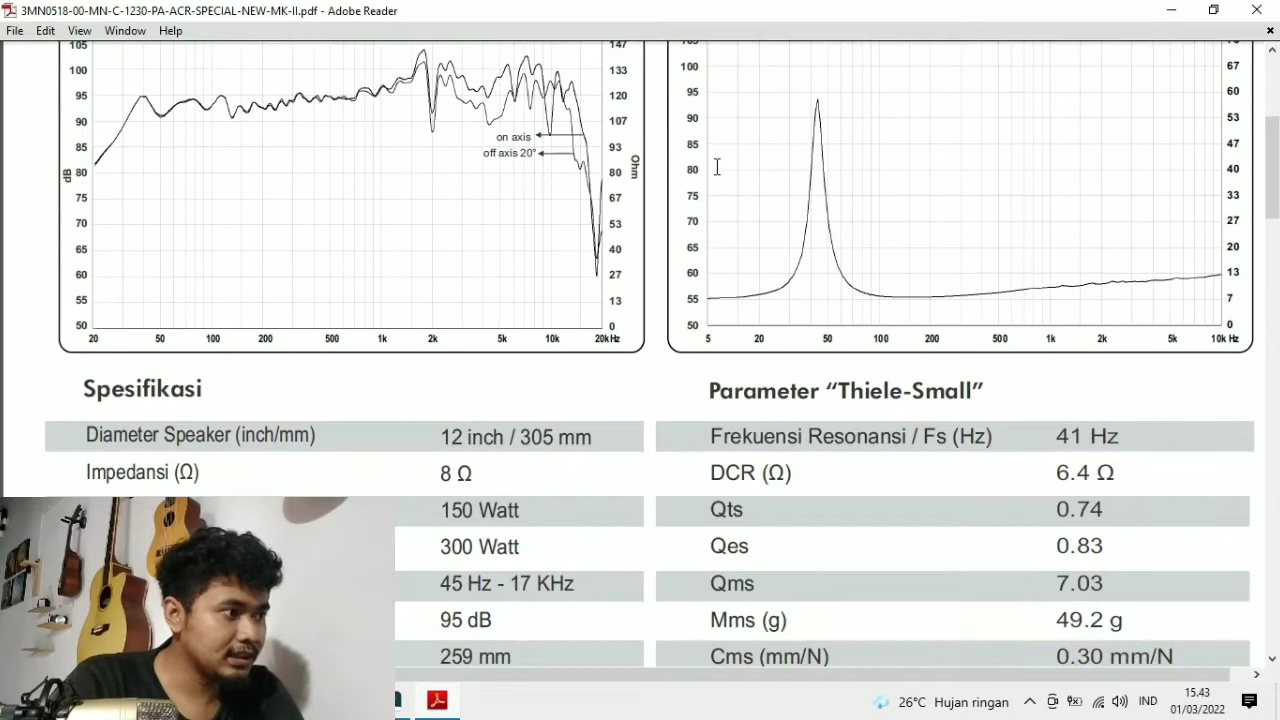 3MN0518-00-MN-C-1230-PA-ACR-SPECIAL-NEW-MK-II.pdf - Adobe Reader
File Edit View Window Help
105 147
100 133
95 120
90 107
85 93
80 80
75 67
70 53
65 40
60 27
55 13
50 0
dB
Ohm
on axis
off axis 20°
20 50 100 200 500 1k 2k 5k 10k 20kHz
100 67
95 60
90 53
85 47
80 40
75 33
70 27
65 20
60 13
55 7
50 0
5 20 50 100 200 500 1k 2k 5k 10k Hz
Spesifikasi
Diameter Speaker (inch/mm) 12 inch / 305 mm
Impedansi (Ω) 8 Ω
150 Watt
300 Watt
45 Hz - 17 KHz
95 dB
259 mm
Parameter “Thiele-Small”
Frekuensi Resonansi / Fs (Hz) 41 Hz
DCR (Ω) 6.4 Ω
Qts 0.74
Qes 0.83
Qms 7.03
Mms (g) 49.2 g
Cms (mm/N) 0.30 mm/N
26°C Hujan ringan IND 15.43
01/03/2022